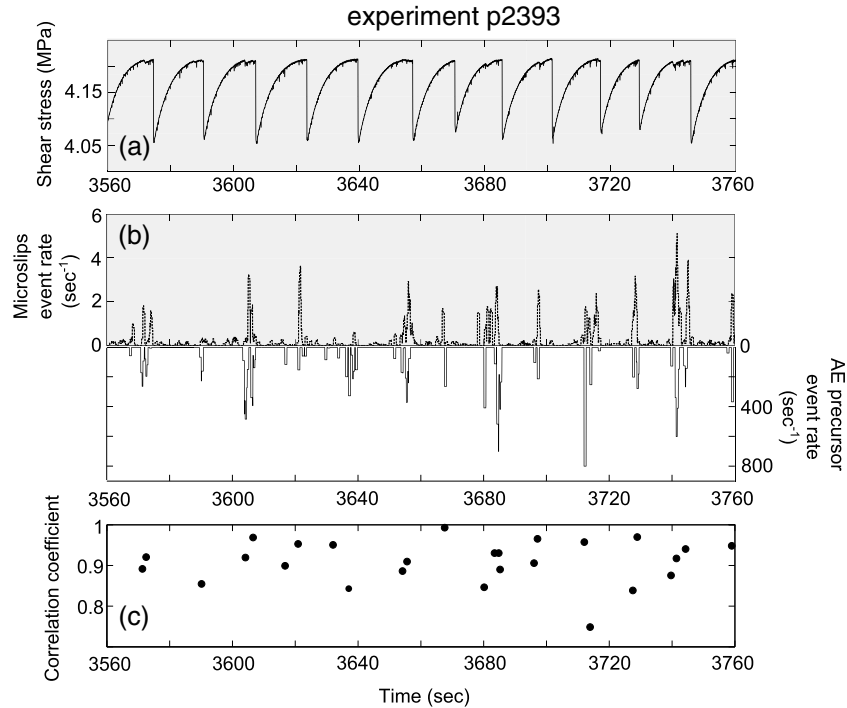 experiment p2393
Shear stress (MPa)
4.15
4.05
(a)
3560 3600 3640 3680 3720 3760
Microslips
event rate
(sec-1)
6
4
2
0
(b)
0
400
800
AE precursor
event rate
(sec-1)
3560 3600 3640 3680 3720 3760
Correlation coefficient
1
0.9
0.8
(c)
3560 3600 3640 3680 3720 3760
Time (sec)